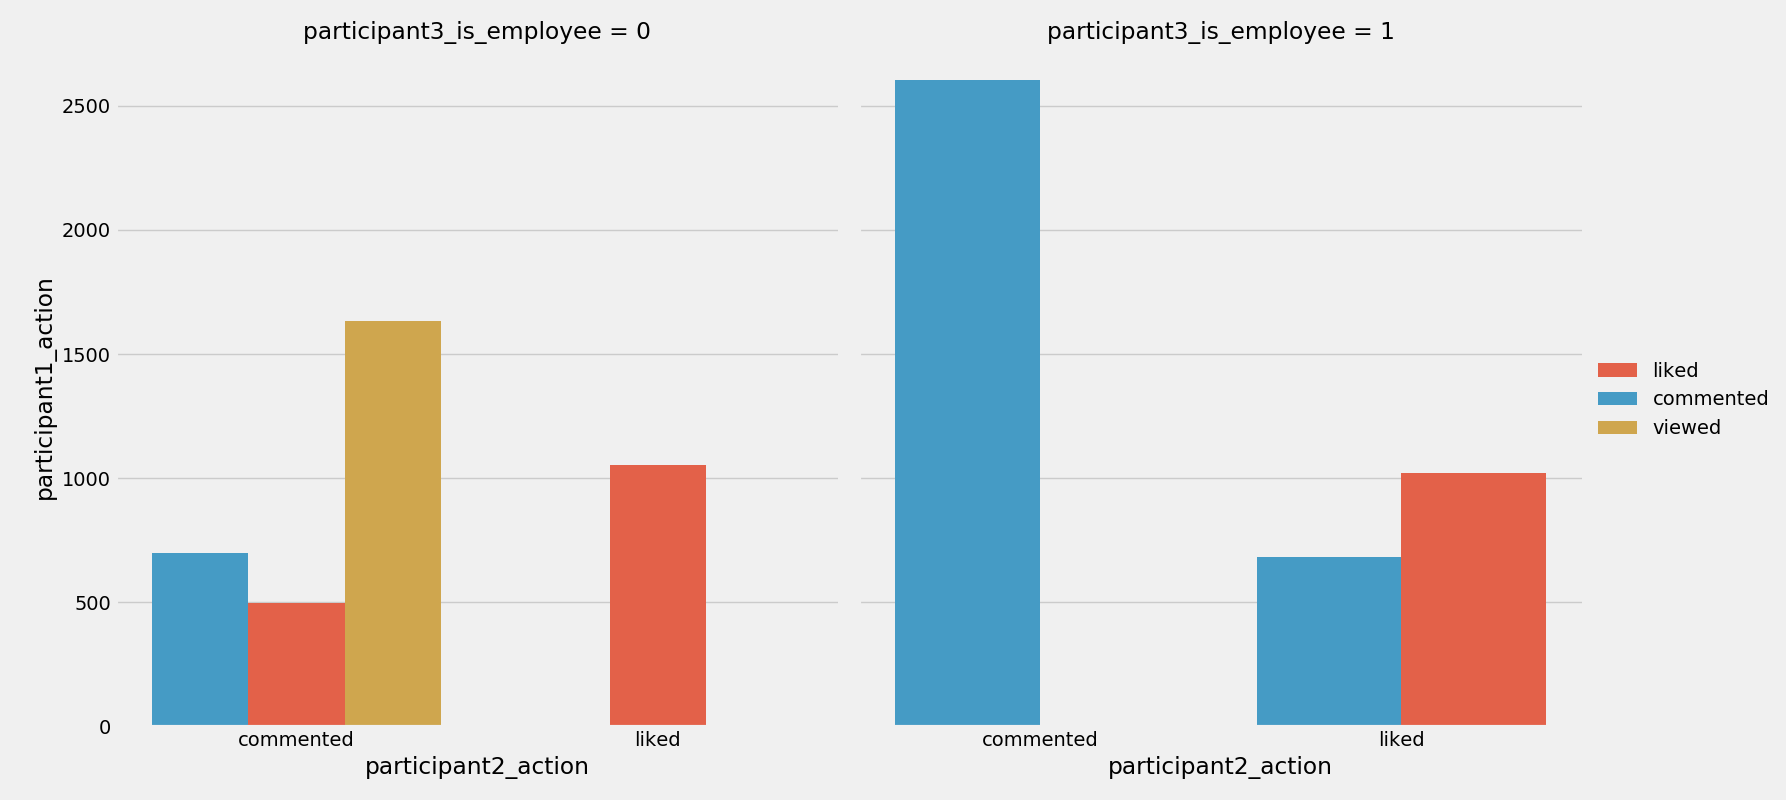 participant3_is_employee = 0
participant3_is_employee = 1
participant1_action
2500
2000
1500
1000
500
0
commented
liked
participant2_action
commented
liked
participant2_action
liked
commented
viewed